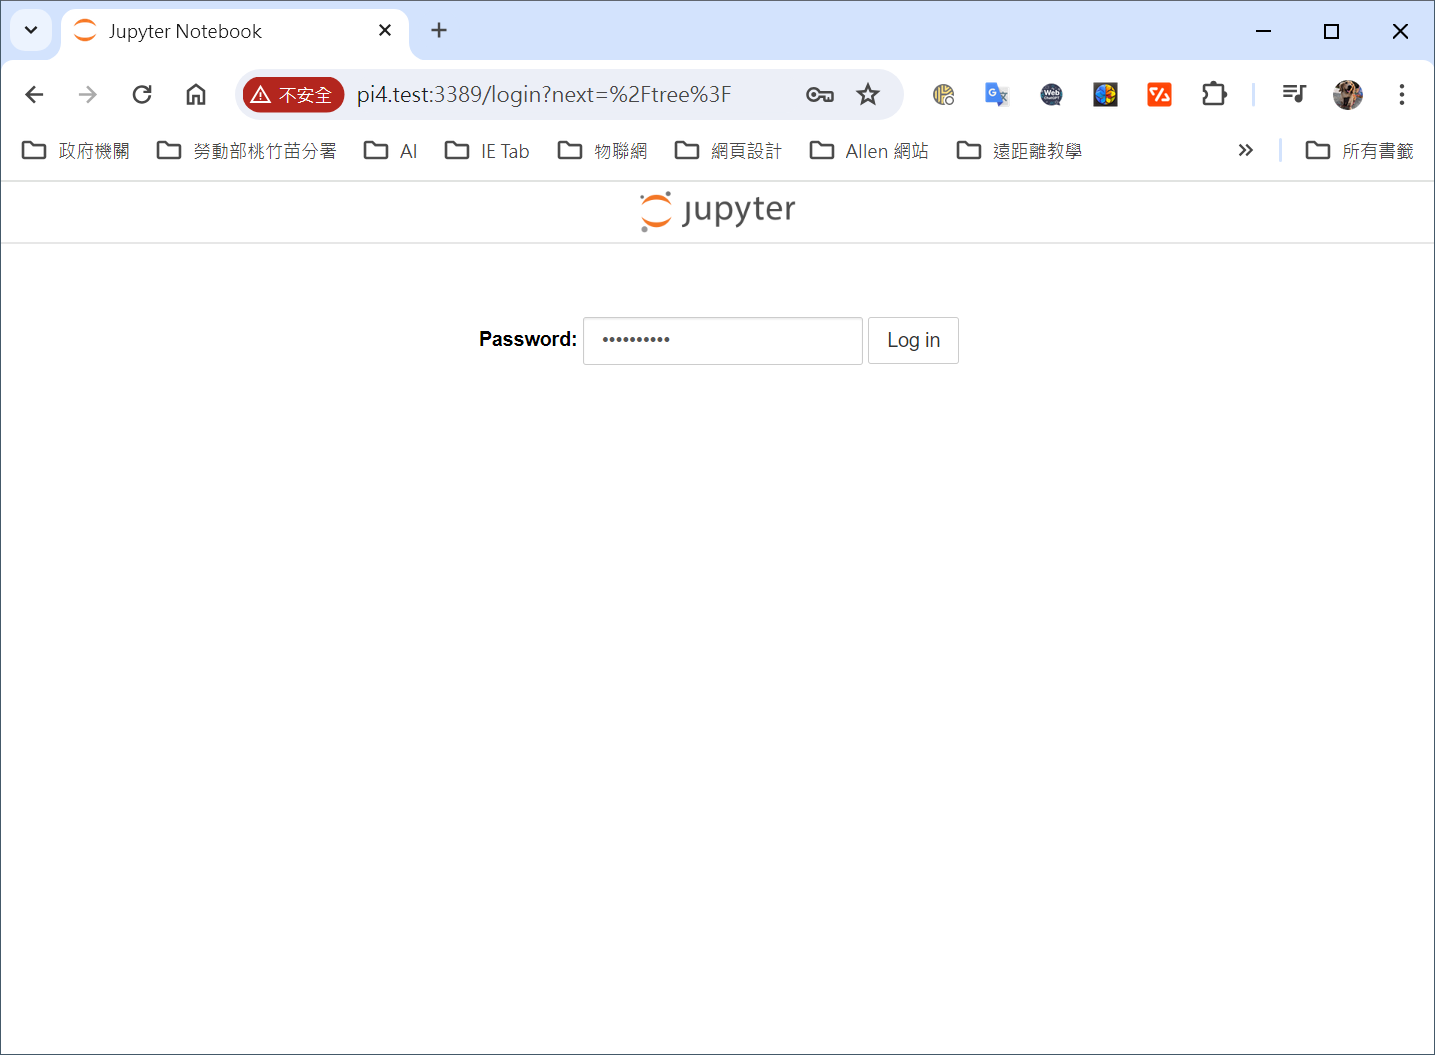 Jupyter Notebook
不安全 pi4.test:3389/login?next=%2Ftree%3F
政府機關 勞動部桃竹苗分署 AI IE Tab 物聯網 網頁設計 Allen 網站 遠距離教學 所有書籤
jupyter
Password: •••••••••• Log in